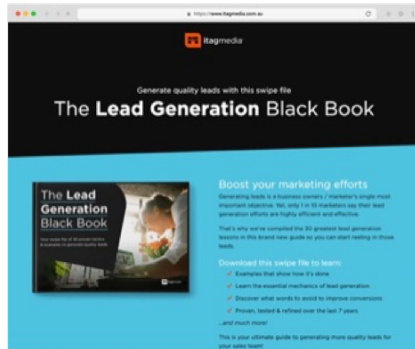 https://www.itagmedia.com.au
itagmedia
Generate quality leads with this swipe file
The Lead Generation Black Book
The Lead
Generation
Black Book
& examples to generate quality leads
itagmedia
Boost your marketing efforts
Generating leads is a business owners / marketer's single most
important objective. Yet, only 1 in 10 marketers say their lead
generation efforts are highly efficient and effective.
That's why we've compiled the 30 greatest lead generation
lessons in this brand new guide so you can start reeling in those
leads.
Download this swipe file to learn:
Examples that show how it's done
Learn the essential mechanics of lead generation
Discover what words to avoid to improve conversions
Proven, tested & refined over the last 7 years
...and much more!
This is your ultimate guide to generating more quality leads for
your sales team!